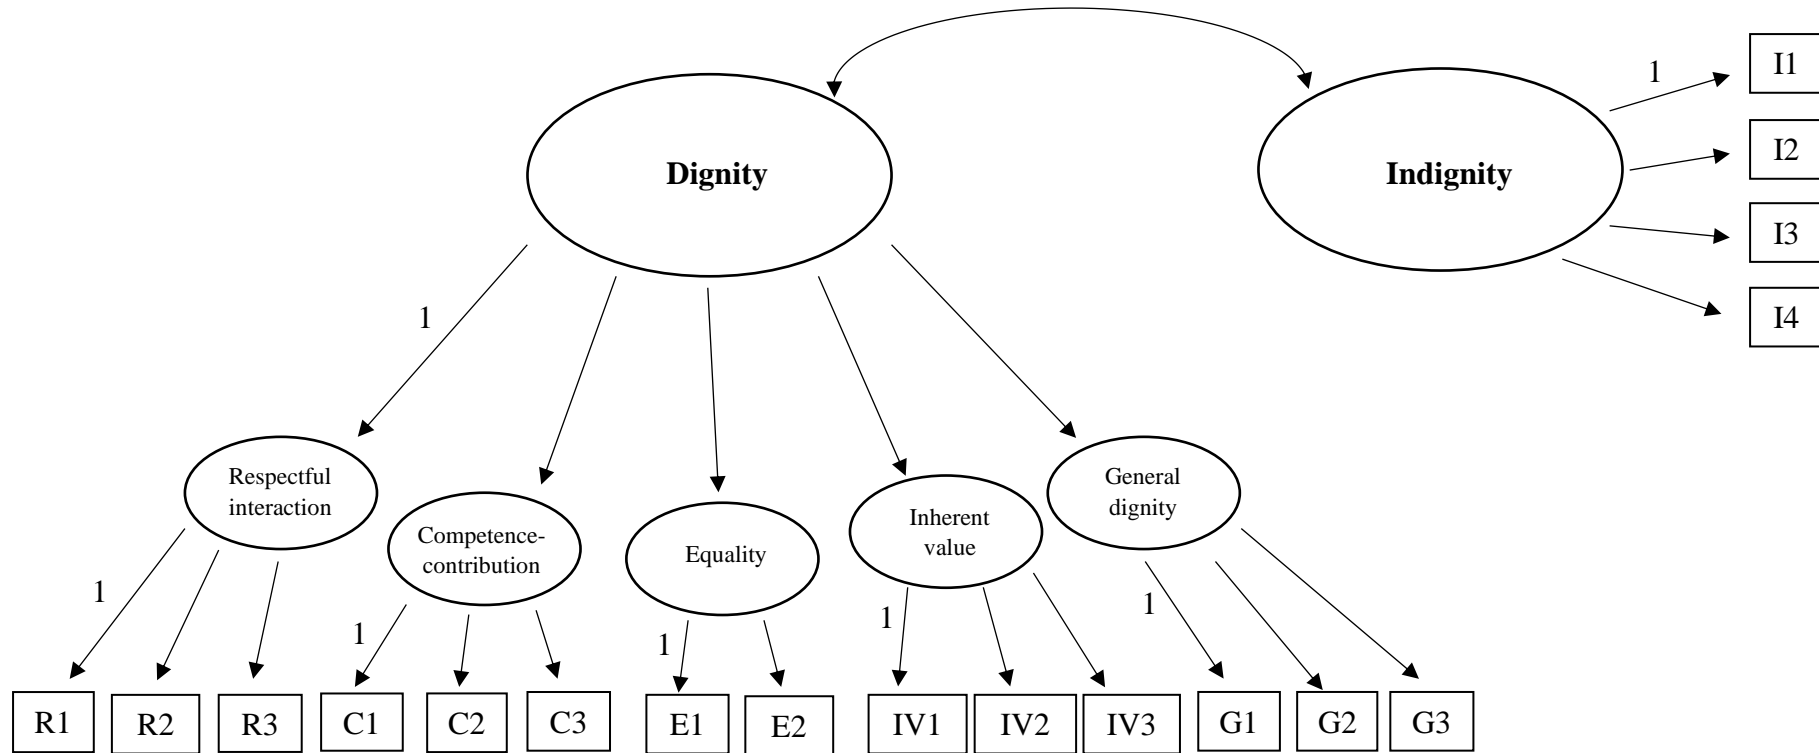 1
I1
I2
Dignity
Indignity
I3
1
I4
Respectful
interaction
General
dignity
Competence-
contribution
Equality
Inherent
value
1
1
1
1
1
R1
R2
R3
C1
C2
C3
E1
E2
IV1
IV2
IV3
G1
G2
G3